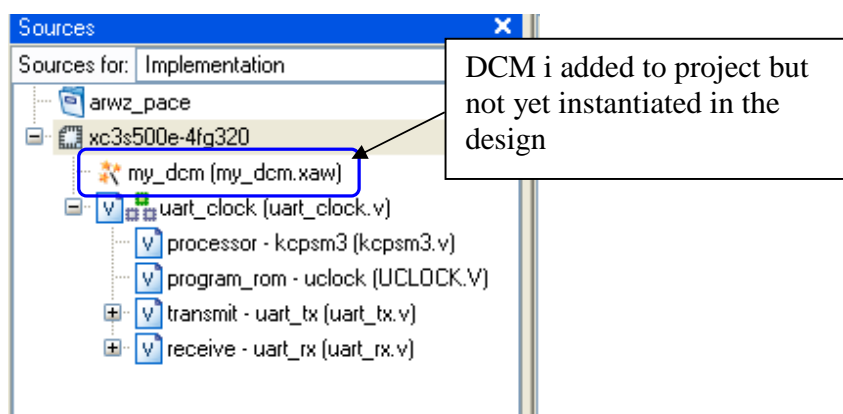 Sources
Sources for: Implementation
arwz_pace
xc3s500e-4fg320
my_dcm (my_dcm.xaw)
uart_clock (uart_clock.v)
processor - kcpsm3 (kcpsm3.v)
program_rom - uclock (UCLOCK.V)
transmit - uart_tx (uart_tx.v)
receive - uart_rx (uart_rx.v)
DCM i added to project but
not yet instantiated in the
design